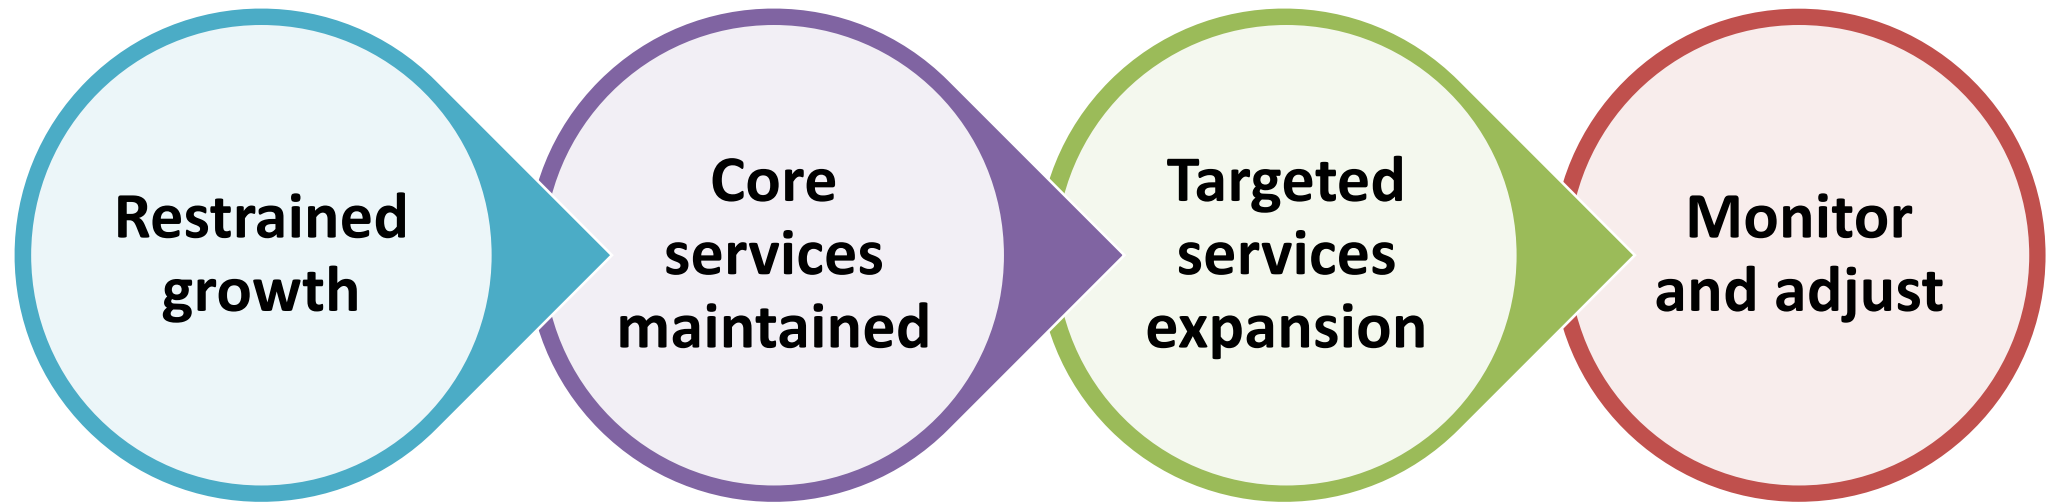 Restrained
growth
Core
services
maintained
Targeted
services
expansion
Monitor
and adjust